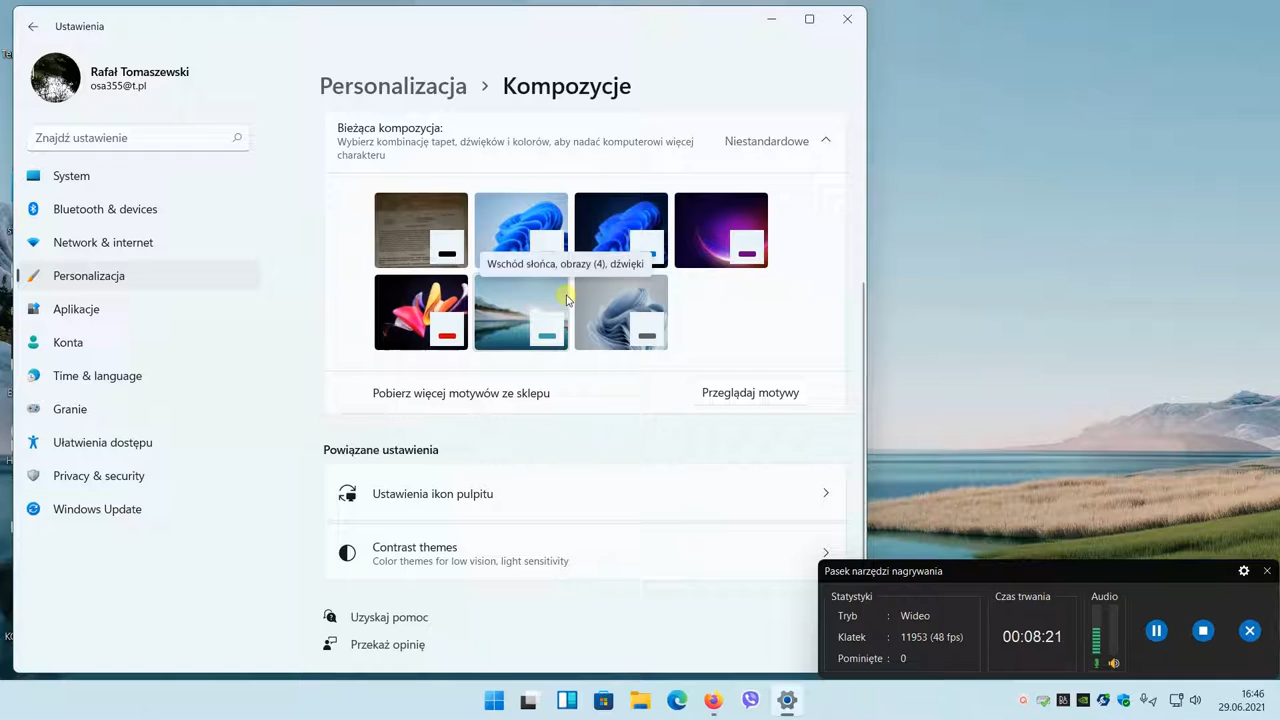 Ustawienia
Rafał Tomaszewski
osa355@t.pl
Znajdź ustawienie
System
Bluetooth & devices
Network & internet
Personalizacja
Aplikacje
Konta
Time & language
Granie
Ułatwienia dostępu
Privacy & security
Windows Update
Personalizacja > Kompozycje
Bieżąca kompozycja:
Wybierz kombinację tapet, dźwięków i kolorów, aby nadać komputerowi więcej
charakteru
Niestandardowe
Wschód słońca, obrazy (4), dźwięki
Pobierz więcej motywów ze sklepu
Przeglądaj motywy
Powiązane ustawienia
Ustawienia ikon pulpitu
Contrast themes
Color themes for low vision, light sensitivity
Uzyskaj pomoc
Przekaż opinię
Pasek narzędzi nagrywania
Statystyki
Tryb : Wideo
Klatek : 11953 (48 fps)
Pominięte : 0
Czas trwania
00:08:21
Audio
16:46
29.06.2021